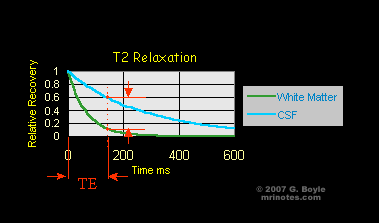 T2 Relaxation
Relative Recovery
1
0.8
0.6
0.4
0.2
0
0 200 400 600
Time ms
TE
White Matter
CSF
© 2007 G. Boyle
mrinotes.com